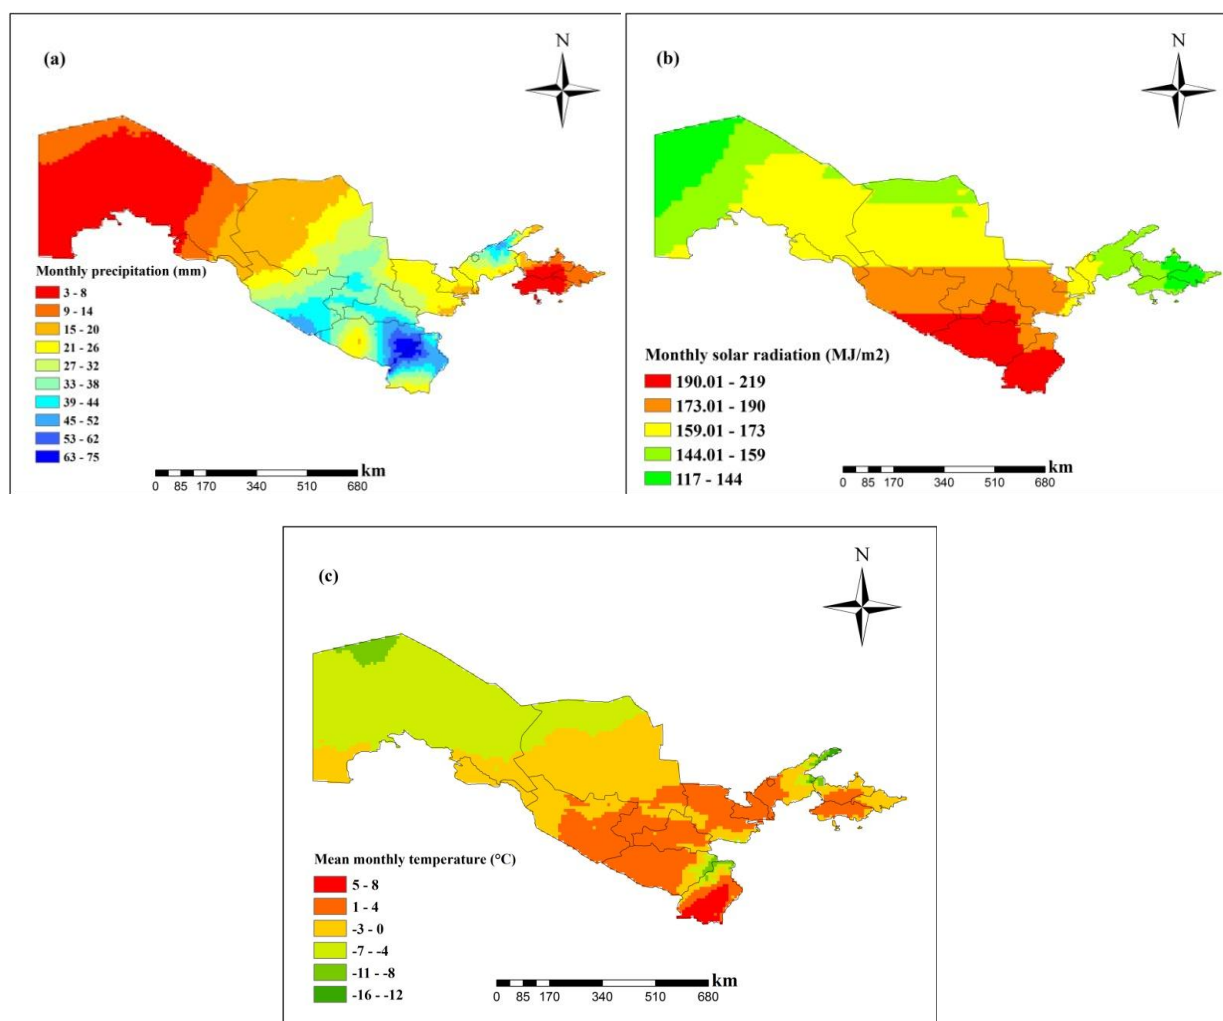 (a)
N
Monthly precipitation (mm)
3 - 8
9 - 14
15 - 20
21 - 26
27 - 32
33 - 38
39 - 44
45 - 52
53 - 62
63 - 75
km
0 85 170 340 510 680
(b)
N
Monthly solar radiation (MJ/m2)
190.01 - 219
173.01 - 190
159.01 - 173
144.01 - 159
117 - 144
km
0 85 170 340 510 680
(c)
N
Mean monthly temperature (°C)
5 - 8
1 - 4
-3 - 0
-7 - -4
-11 - -8
-16 - -12
km
0 85 170 340 510 680